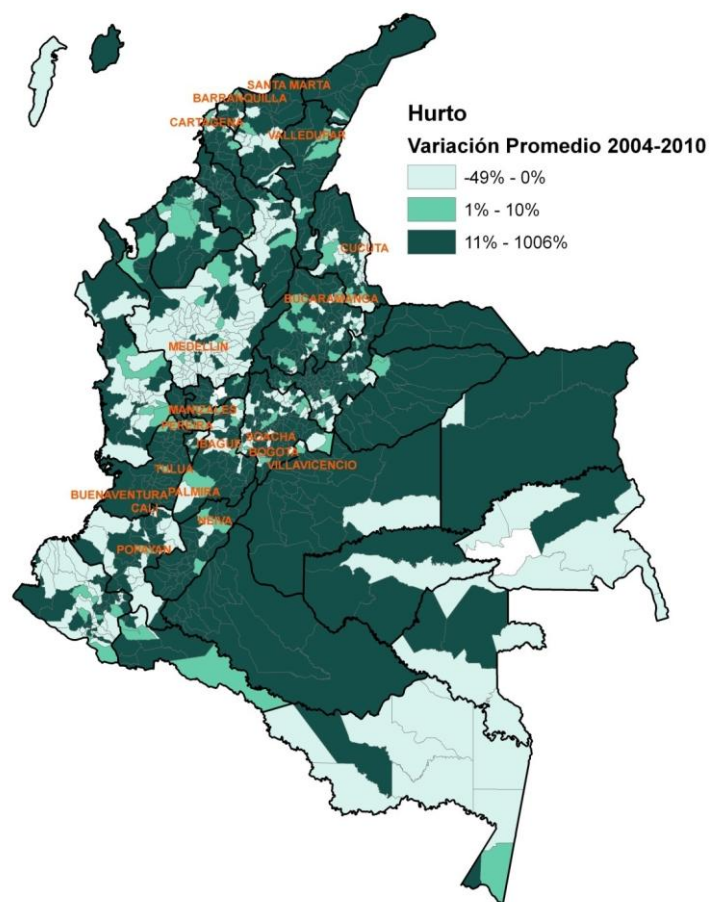 SANTA MARTA
BARRANQUILLA
CARTAGENA
VALLEDUPAR
Hurto
Variación Promedio 2004-2010
-49% - 0%
1% - 10%
11% - 1006%
CUCUTA
BUCARAMANGA
MEDELLIN
MANIZALES
PEREIRA
SOACHA
IBAGUE
BOGOTA
VILLAVICENCIO
TULUA
BUENAVENTURA
PALMIRA
CALI
NEIVA
POPAYAN